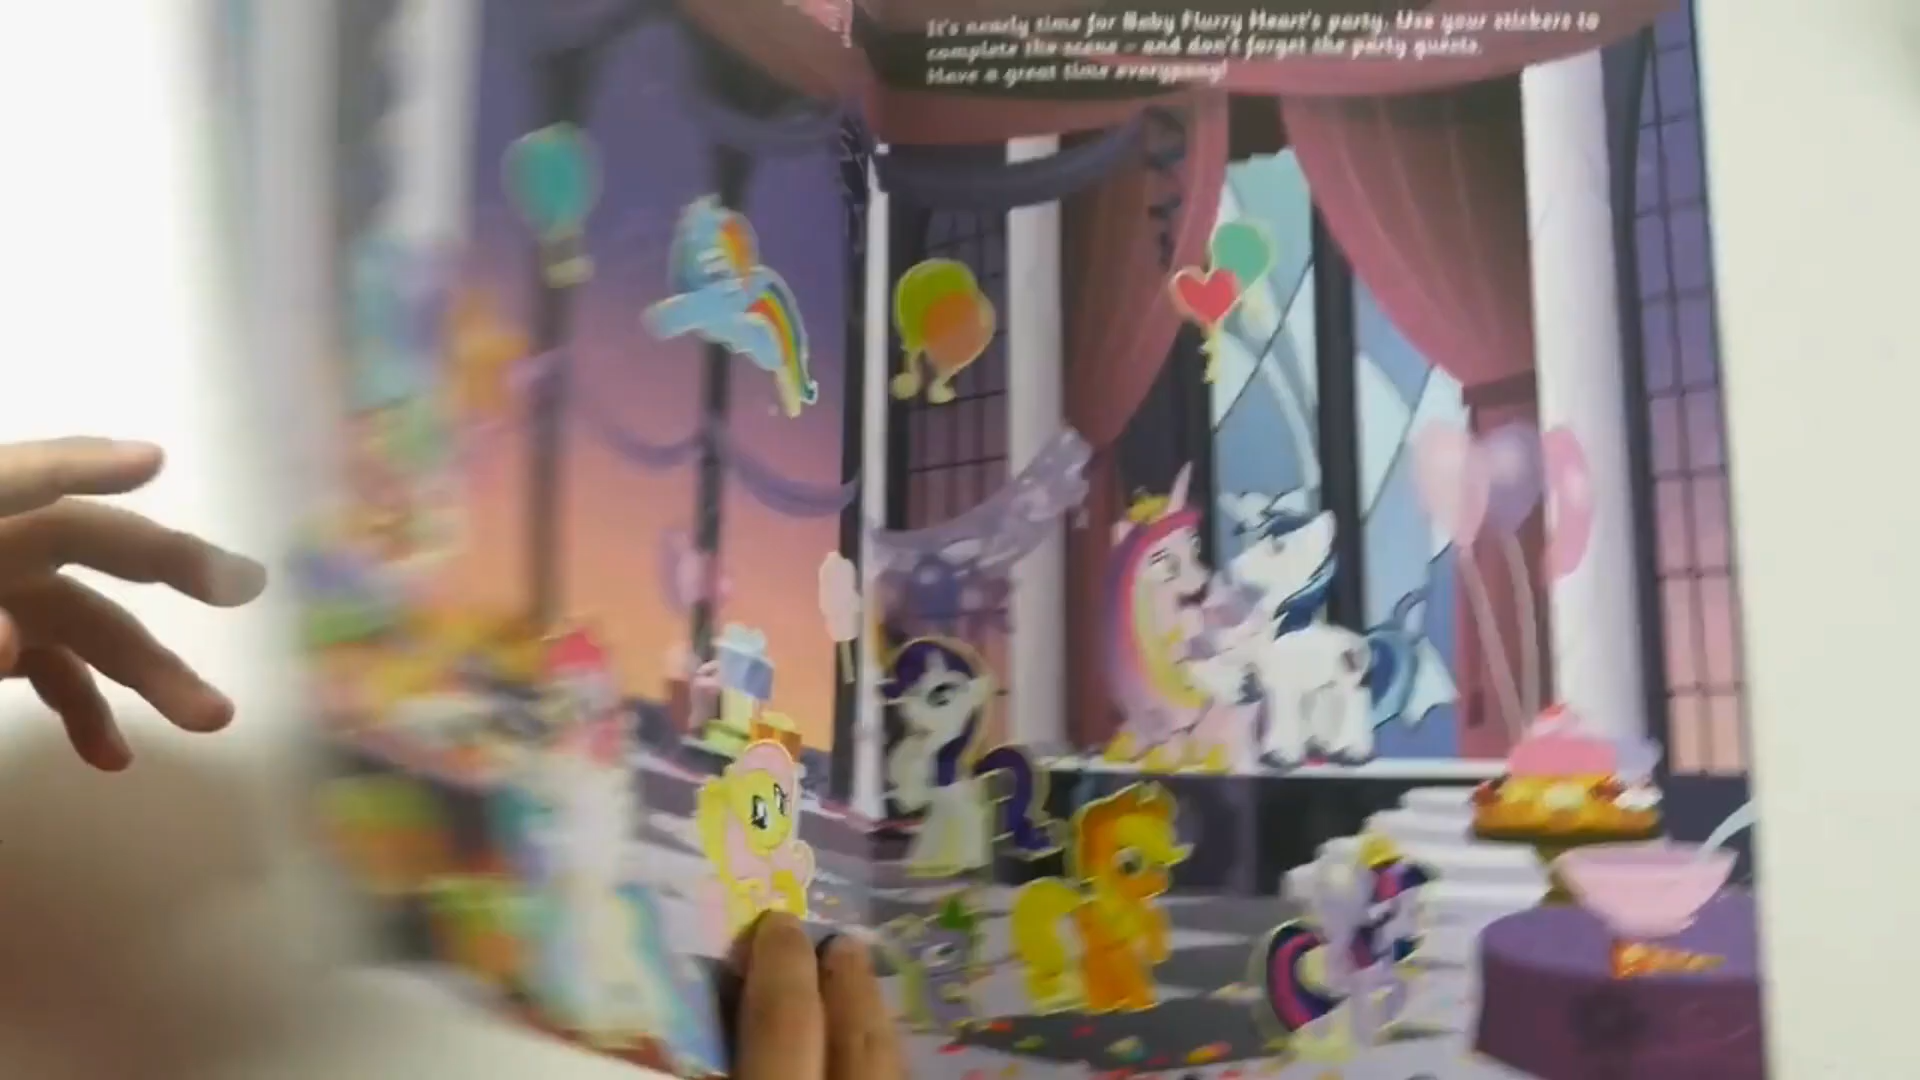 It's nearly time for Baby Flurry Heart's party. Use your stickers to
complete the scene – and don't forget the party guests.
Have a great time everypony!